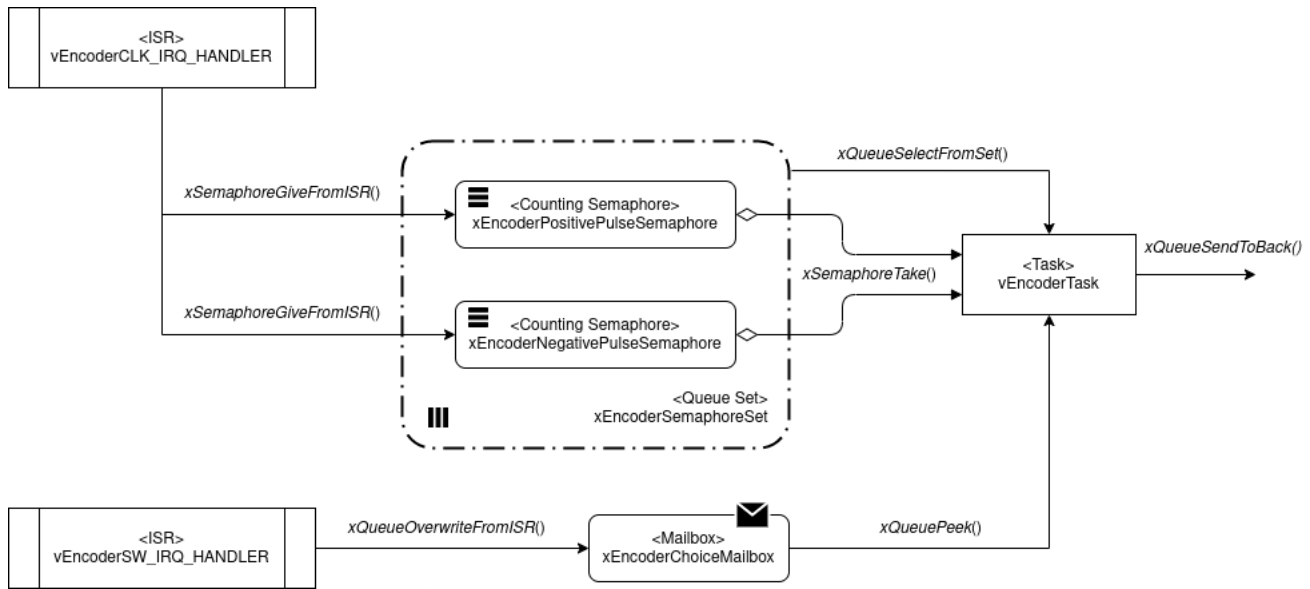 <ISR>
vEncoderCLK_IRQ_HANDLER
xQueueSelectFromSet()
xSemaphoreGiveFromISR()
<Counting Semaphore>
xEncoderPositivePulseSemaphore
xQueueSendToBack()
<Task>
vEncoderTask
xSemaphoreTake()
xSemaphoreGiveFromISR()
<Counting Semaphore>
xEncoderNegativePulseSemaphore
<Queue Set>
xEncoderSemaphoreSet
<ISR>
vEncoderSW_IRQ_HANDLER
xQueueOverwriteFromISR()
<Mailbox>
xEncoderChoiceMailbox
xQueuePeek()